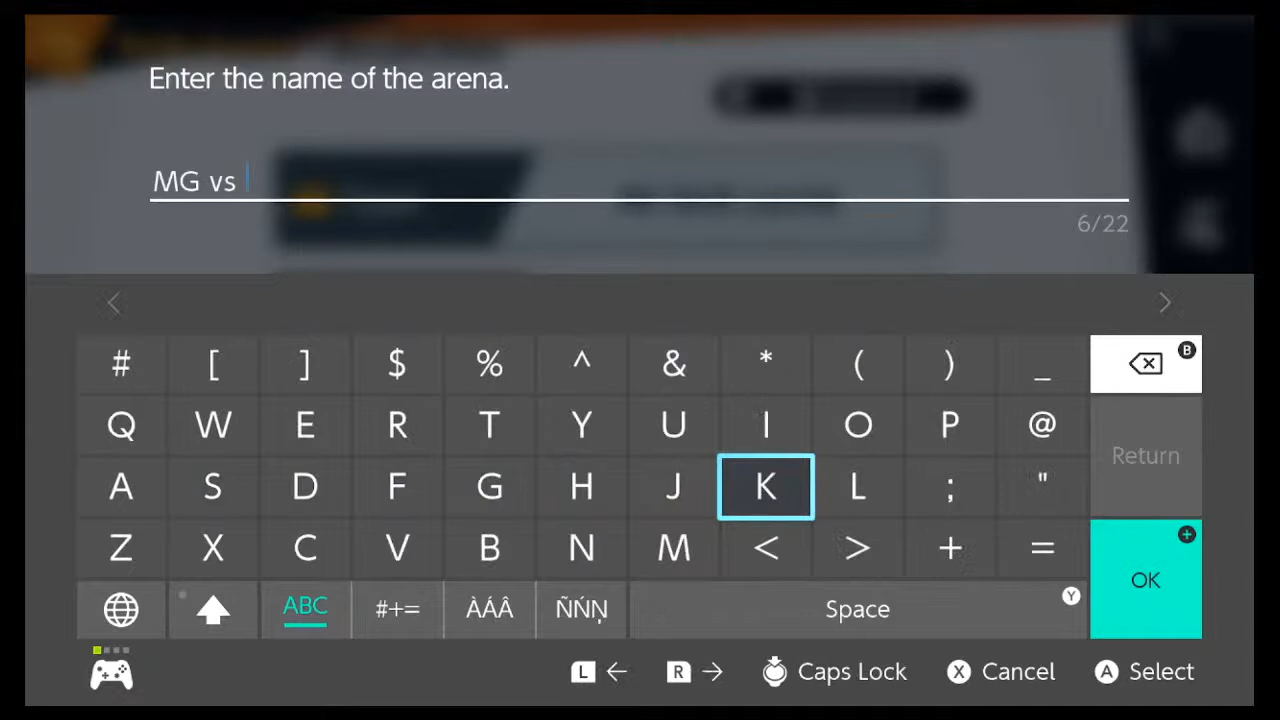 Enter the name of the arena.
MG vs
6/22
# [ ] $ % ^ & * ( ) _ B
Q W E R T Y U I O P @ Return
A S D F G H J K L ; "
Z X C V B N M < > + = OK +
ABC #+= ÀÁÂ ÑŃŅ Space Y
L ← R → Caps Lock X Cancel A Select